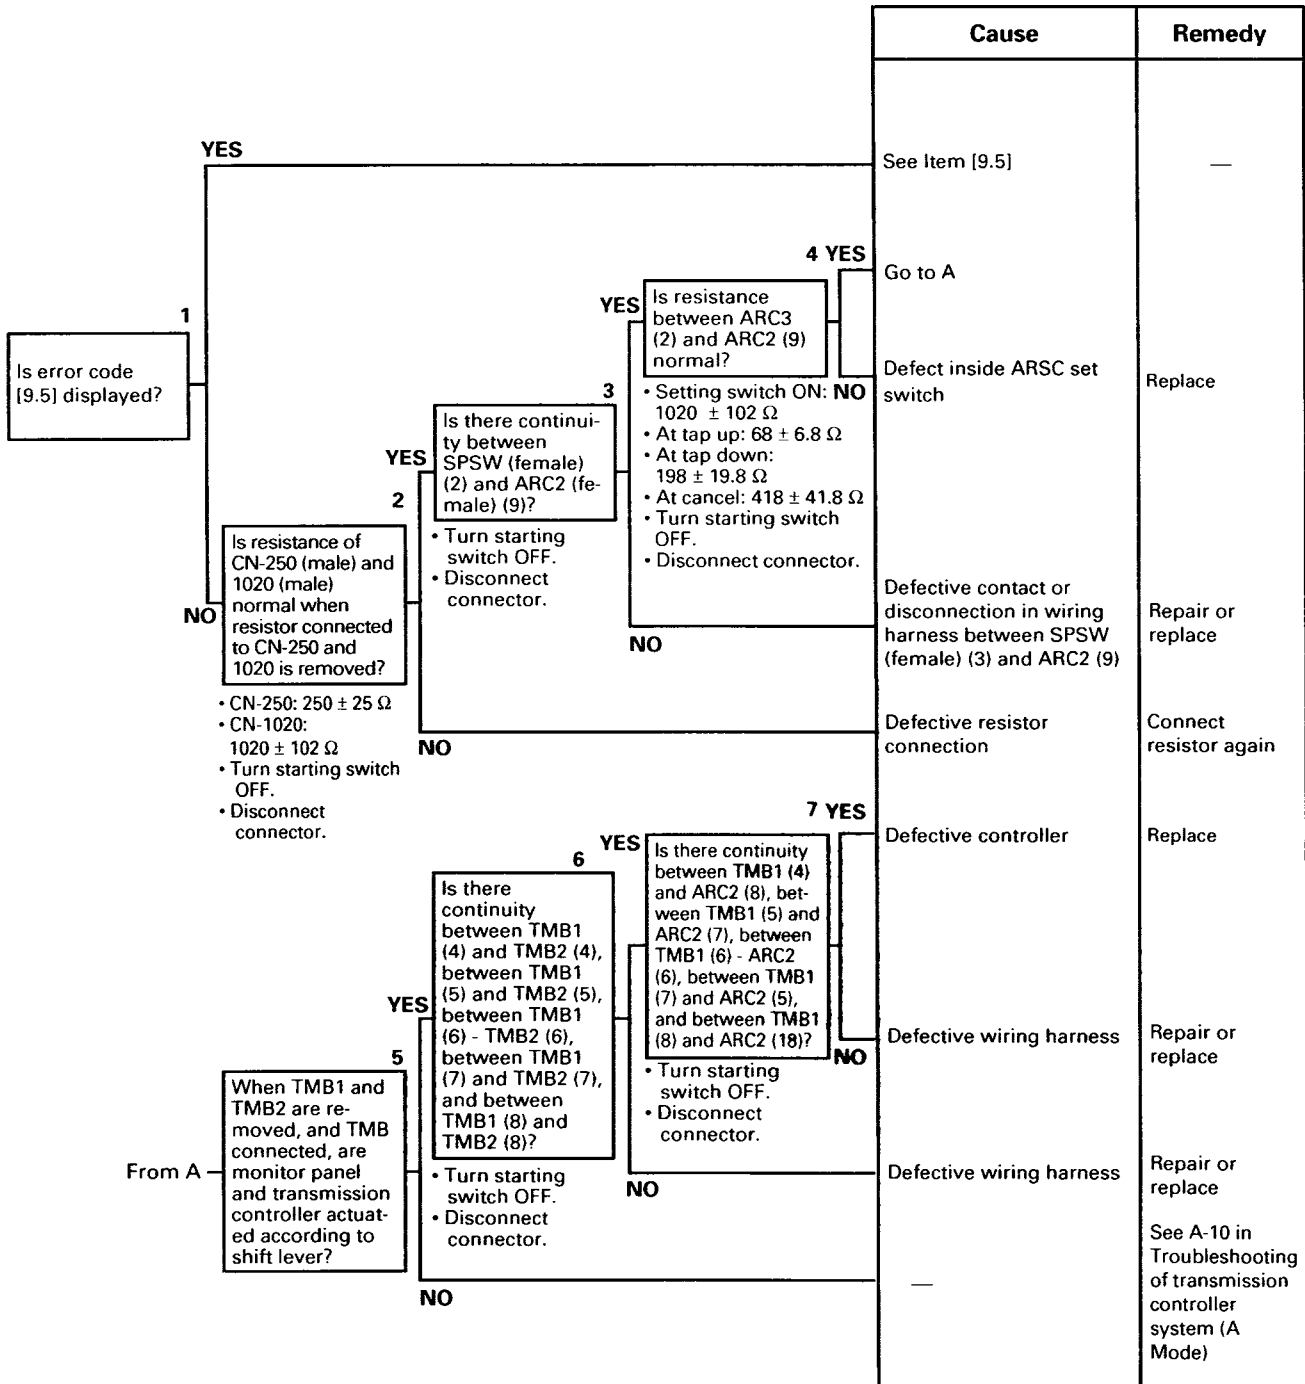 Cause
Remedy
YES
See Item [9.5]
—
1
Is error code
[9.5] displayed?
4 YES
Go to A
YES
Is resistance
between ARC3
(2) and ARC2 (9)
normal?
NO
Defect inside ARSC set
switch
Replace
• Setting switch ON:
1020 ± 102 Ω
• At tap up: 68 ± 6.8 Ω
• At tap down:
198 ± 19.8 Ω
• At cancel: 418 ± 41.8 Ω
• Turn starting switch
OFF.
• Disconnect connector.
3
YES
Is there continui-
ty between
SPSW (female)
(2) and ARC2 (fe-
male) (9)?
• Turn starting
switch OFF.
• Disconnect
connector.
NO
Defective contact or
disconnection in wiring
harness between SPSW
(female) (3) and ARC2 (9)
Repair or
replace
2
NO
Is resistance of
CN-250 (male) and
1020 (male)
normal when
resistor connected
to CN-250 and
1020 is removed?
• CN-250: 250 ± 25 Ω
• CN-1020:
1020 ± 102 Ω
• Turn starting switch
OFF.
• Disconnect
connector.
NO
Defective resistor
connection
Connect
resistor again
7 YES
Defective controller
Replace
YES
Is there continuity
between TMB1 (4)
and ARC2 (8), bet-
ween TMB1 (5) and
ARC2 (7), between
TMB1 (6) - ARC2
(6), between TMB1
(7) and ARC2 (5),
and between TMB1
(8) and ARC2 (18)?
• Turn starting
switch OFF.
• Disconnect
connector.
NO
Defective wiring harness
Repair or
replace
6
YES
Is there
continuity
between TMB1
(4) and TMB2 (4),
between TMB1
(5) and TMB2 (5),
between TMB1
(6) - TMB2 (6),
between TMB1
(7) and TMB2 (7),
and between
TMB1 (8) and
TMB2 (8)?
• Turn starting
switch OFF.
• Disconnect
connector.
NO
Defective wiring harness
Repair or
replace
5
From A
When TMB1 and
TMB2 are re-
moved, and TMB
connected, are
monitor panel
and transmission
controller actuat-
ed according to
shift lever?
NO
—
See A-10 in
Troubleshooting
of transmission
controller
system (A
Mode)